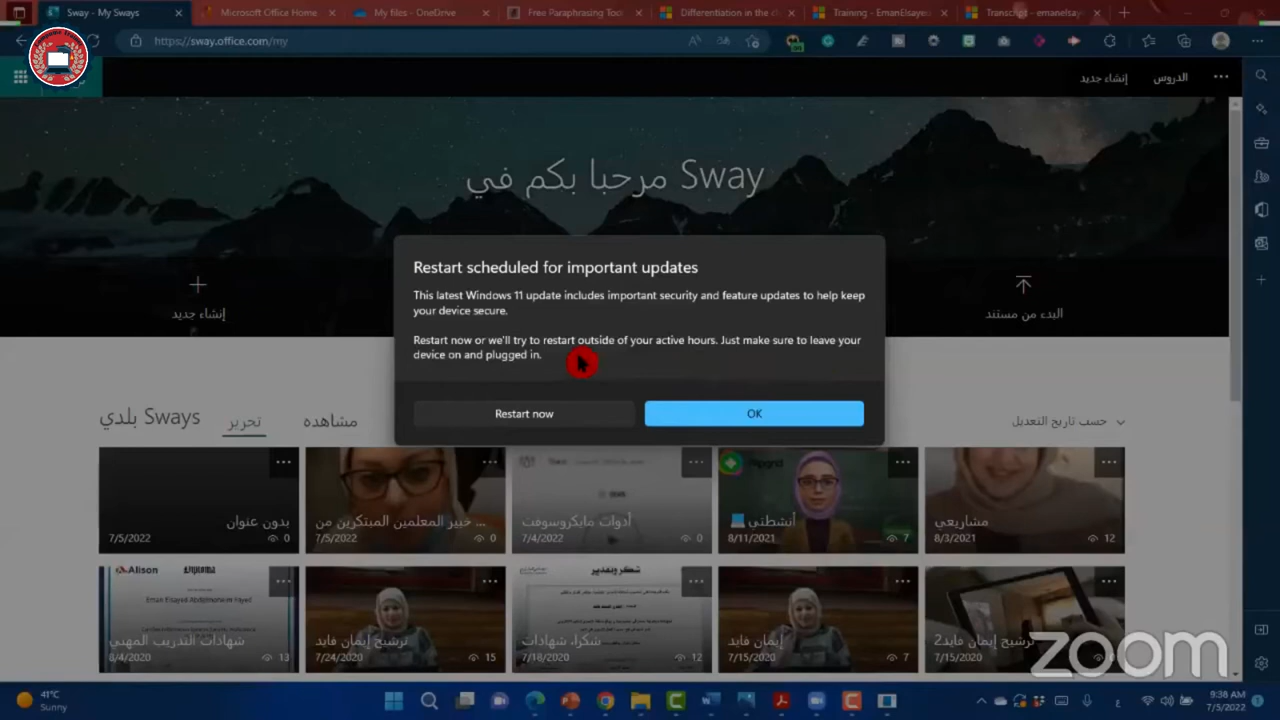 Sway - My Sways
Microsoft Office Home
My files - OneDrive
Free Paraphrasing Too
Differentiation in the cl
Training - EmanElsayed
Transcript - emanelsay
https://sway.office.com/my
إنشاء جديد
الدروس
مرحبا بكم في Sway
إنشاء جديد
البدء من مستند
Restart scheduled for important updates
This latest Windows 11 update includes important security and feature updates to help keep
your device secure.
Restart now or we'll try to restart outside of your active hours. Just make sure to leave your
device on and plugged in.
Restart now
OK
Sways بلدي
تحرير
مشاهده
حسب تاريخ التعديل
بدون عنوان
7/5/2022
0
خبير المعلمين المبتكرين من ...
7/5/2022
0
أدوات مايكروسوفت
7/4/2022
0
أنشطتي
8/11/2021
7
مشاريعي
8/3/2021
12
Alison
Diploma
شهادات التدريب المهني
8/4/2020
13
ترشيح إيمان فايد
7/24/2020
15
شكر وتقدير
شكرا، شهادات
7/18/2020
12
إيمان فايد
7/15/2020
7
ترشيح إيمان فايد2
7/15/2020
zoom
41°C
Sunny
9:38 AM
7/5/2022